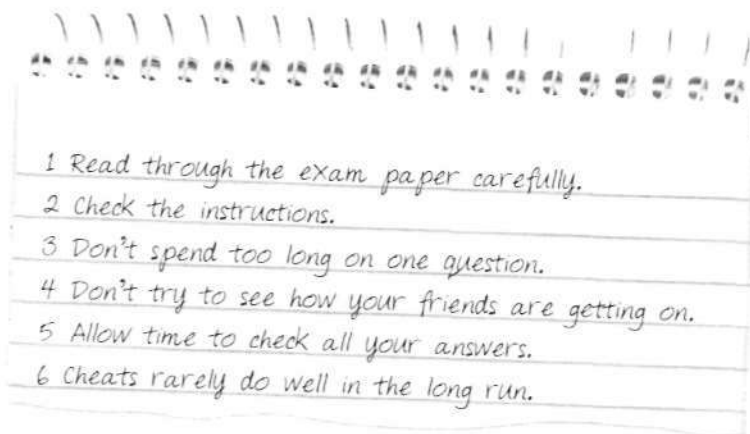 1 Read through the exam paper carefully.
2 Check the instructions.
3 Don't spend too long on one question.
4 Don't try to see how your friends are getting on.
5 Allow time to check all your answers.
6 Cheats rarely do well in the long run.